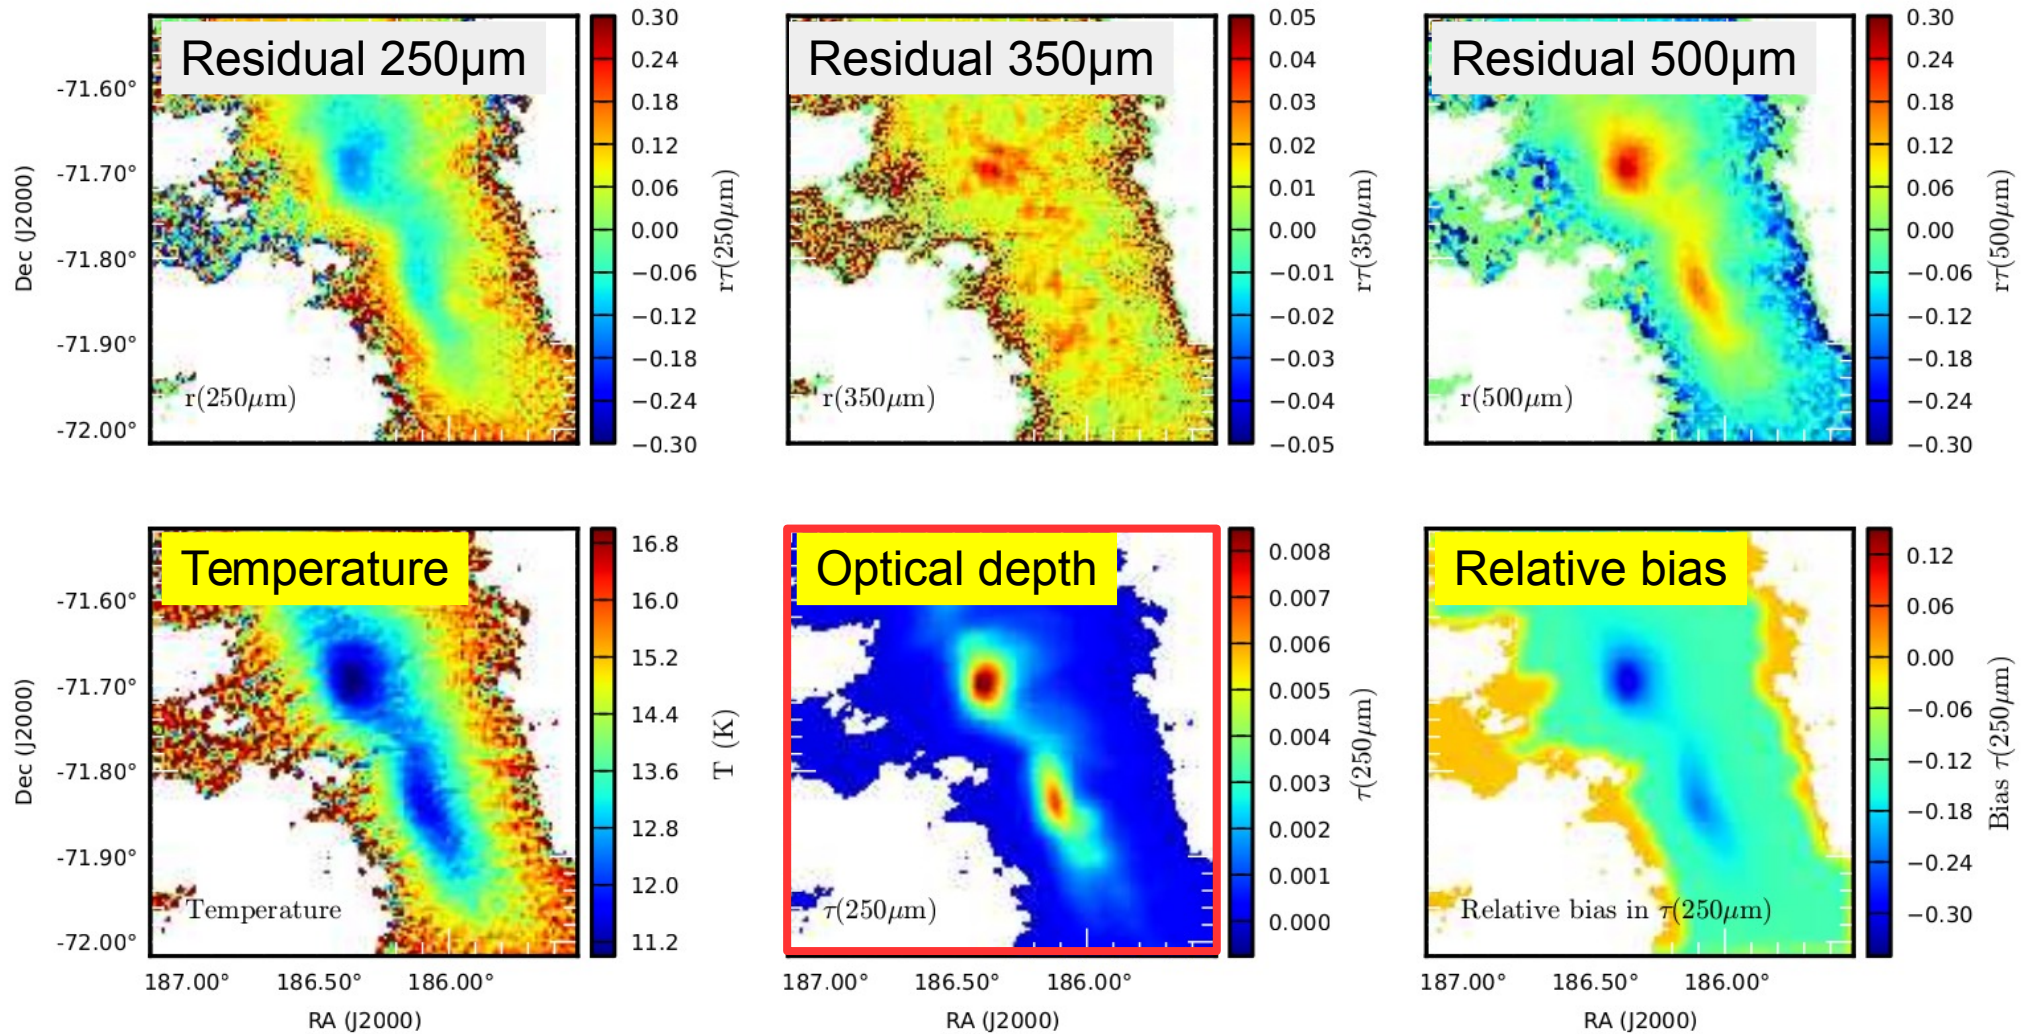 Residual 250μm
Residual 350μm
Residual 500μm
Dec (J2000)
-71.60°
-71.70°
-71.80°
-71.90°
-72.00°
r(250μm)
0.30
0.24
0.18
0.12
0.06
0.00
−0.06
−0.12
−0.18
−0.24
−0.30
rτ(250μm)
r(350μm)
0.05
0.04
0.03
0.02
0.01
0.00
−0.01
−0.02
−0.03
−0.04
−0.05
rτ(350μm)
r(500μm)
0.30
0.24
0.18
0.12
0.06
0.00
−0.06
−0.12
−0.18
−0.24
−0.30
rτ(500μm)
Temperature
Optical depth
Relative bias
Dec (J2000)
-71.60°
-71.70°
-71.80°
-71.90°
-72.00°
Temperature
16.8
16.0
15.2
14.4
13.6
12.8
12.0
11.2
T (K)
τ(250μm)
0.008
0.007
0.006
0.005
0.004
0.003
0.002
0.001
0.000
τ(250μm)
Relative bias in τ(250μm)
0.12
0.06
0.00
−0.06
−0.12
−0.18
−0.24
−0.30
Bias τ(250μm)
187.00° 186.50° 186.00°
RA (J2000)
187.00° 186.50° 186.00°
RA (J2000)
187.00° 186.50° 186.00°
RA (J2000)